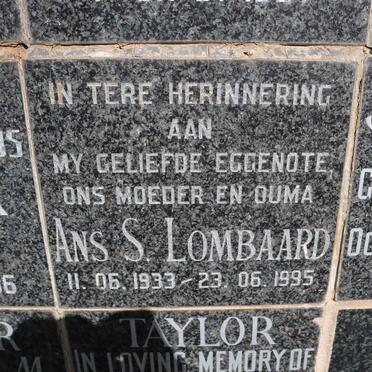 IN TERE HERINNERING
AAN
MY GELIEFDE EGGENOTE,
ONS MOEDER EN OUMA
ANS S. LOMBAARD
11. 06. 1933 - 23. 06. 1995
TAYLOR
IN LOVING MEMORY OF